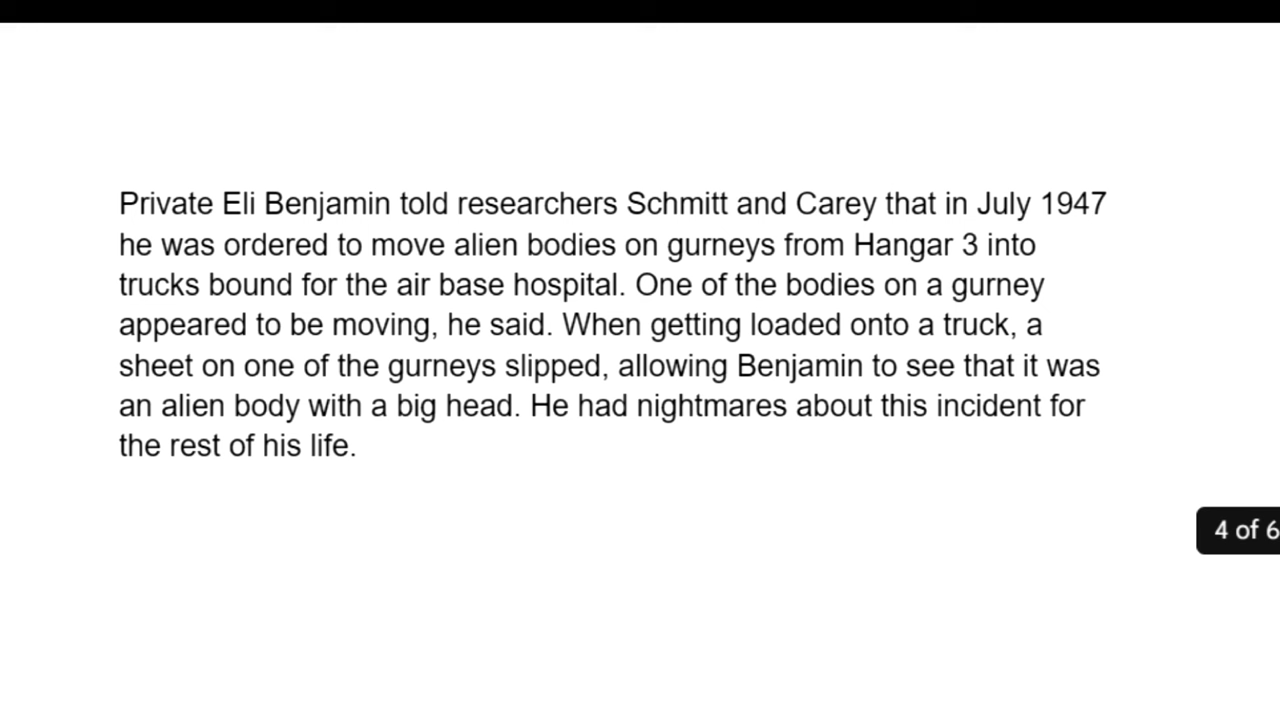 Private Eli Benjamin told researchers Schmitt and Carey that in July 1947
he was ordered to move alien bodies on gurneys from Hangar 3 into
trucks bound for the air base hospital. One of the bodies on a gurney
appeared to be moving, he said. When getting loaded onto a truck, a
sheet on one of the gurneys slipped, allowing Benjamin to see that it was
an alien body with a big head. He had nightmares about this incident for
the rest of his life.
4 of 6